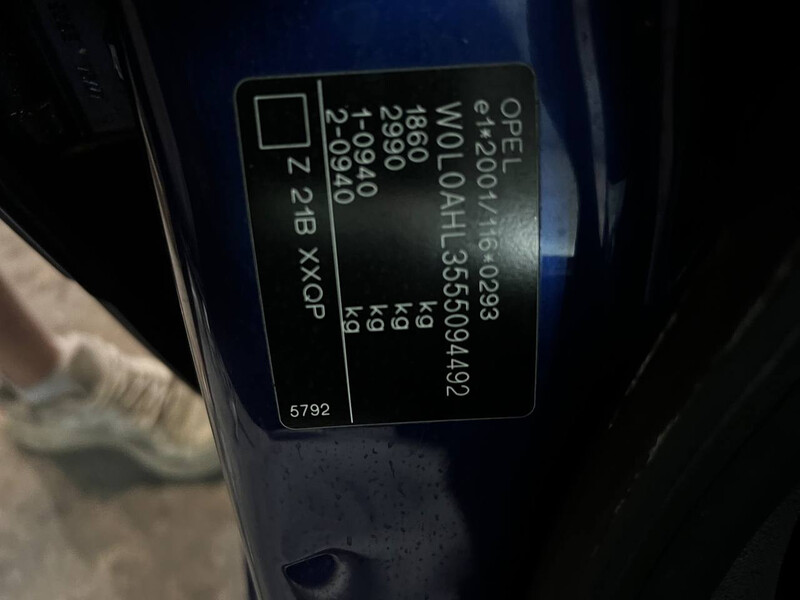 OPEL
e1*2001/116*0293
W0L0AHL3555094492
1860 kg
2990 kg
1-0940 kg
2-0940 kg
Z 21B XXQP
5792